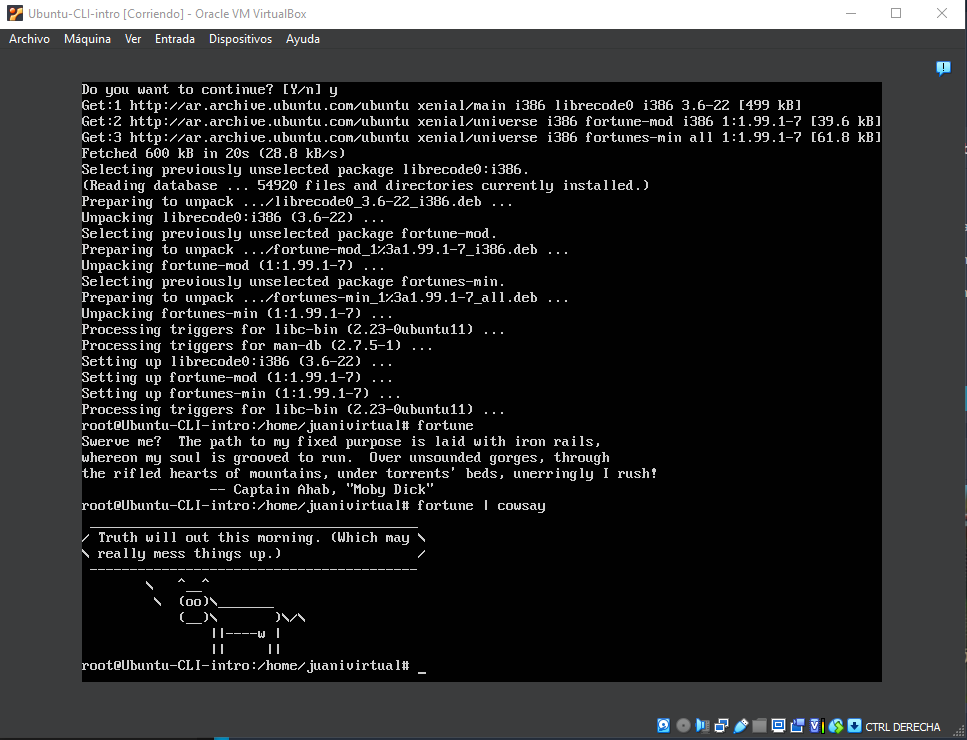 Ubuntu-CLI-intro [Corriendo] - Oracle VM VirtualBox
Archivo Máquina Ver Entrada Dispositivos Ayuda
Do you want to continue? [Y/n] y
Get:1 http://ar.archive.ubuntu.com/ubuntu xenial/main i386 librecode0 i386 3.6-22 [499 kB]
Get:2 http://ar.archive.ubuntu.com/ubuntu xenial/universe i386 fortune-mod i386 1:1.99.1-7 [39.6 kB]
Get:3 http://ar.archive.ubuntu.com/ubuntu xenial/universe i386 fortunes-min all 1:1.99.1-7 [61.8 kB]
Fetched 600 kB in 20s (28.8 kB/s)
Selecting previously unselected package librecode0:i386.
(Reading database ... 54920 files and directories currently installed.)
Preparing to unpack .../librecode0_3.6-22_i386.deb ...
Unpacking librecode0:i386 (3.6-22) ...
Selecting previously unselected package fortune-mod.
Preparing to unpack .../fortune-mod_1%3a1.99.1-7_i386.deb ...
Unpacking fortune-mod (1:1.99.1-7) ...
Selecting previously unselected package fortunes-min.
Preparing to unpack .../fortunes-min_1%3a1.99.1-7_all.deb ...
Unpacking fortunes-min (1:1.99.1-7) ...
Processing triggers for libc-bin (2.23-0ubuntu11) ...
Processing triggers for man-db (2.7.5-1) ...
Setting up librecode0:i386 (3.6-22) ...
Setting up fortune-mod (1:1.99.1-7) ...
Setting up fortunes-min (1:1.99.1-7) ...
Processing triggers for libc-bin (2.23-0ubuntu11) ...
root@Ubuntu-CLI-intro:/home/juanivirtual# fortune
Swerve me?  The path to my fixed purpose is laid with iron rails,
whereon my soul is grooved to run.  Over unsounded gorges, through
the rifled hearts of mountains, under torrents' beds, unerringly I rush!
                -- Captain Ahab, "Moby Dick"
root@Ubuntu-CLI-intro:/home/juanivirtual# fortune | cowsay
 _________________________________________
/ Truth will out this morning. (Which may \
\ really mess things up.)                 /
 -----------------------------------------
        \   ^__^
         \  (oo)\_______
            (__)\       )\/\
                ||----w |
                ||     ||
root@Ubuntu-CLI-intro:/home/juanivirtual# _
CTRL DERECHA